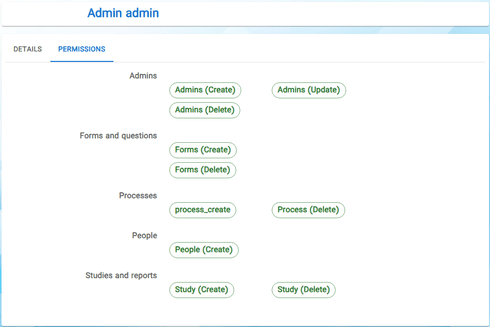 Admin admin
DETAILS PERMISSIONS
Admins
Admins (Create) Admins (Update)
Admins (Delete)
Forms and questions
Forms (Create)
Forms (Delete)
Processes
process_create Process (Delete)
People
People (Create)
Studies and reports
Study (Create) Study (Delete)